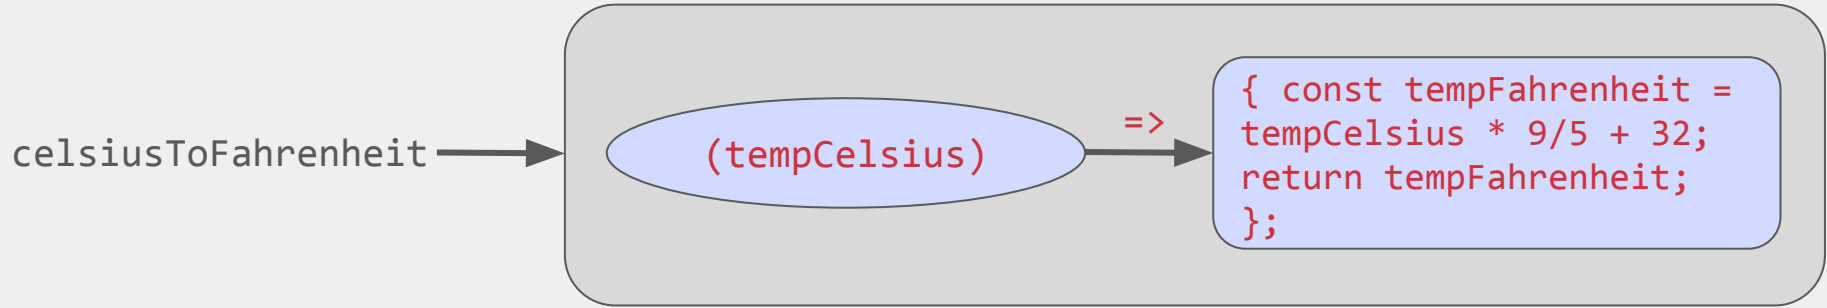 celsiusToFahrenheit
(tempCelsius)
=>
{ const tempFahrenheit =
tempCelsius * 9/5 + 32;
return tempFahrenheit;
};